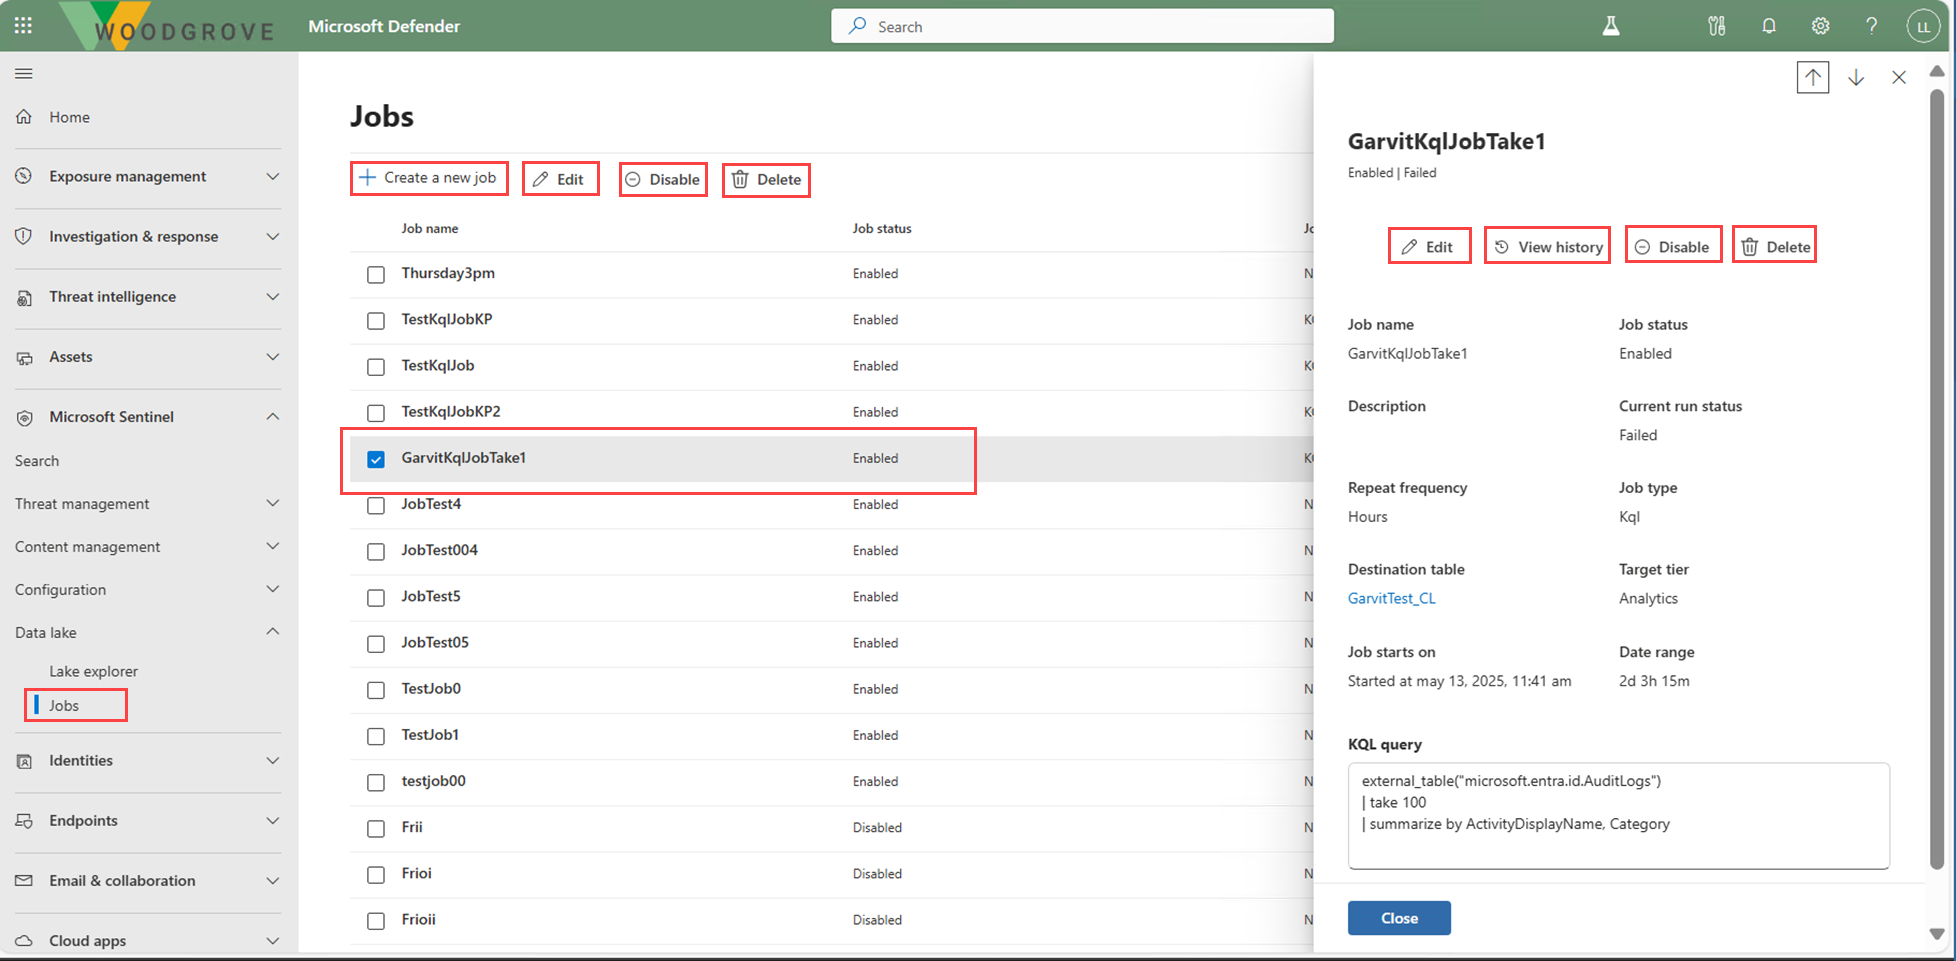 WOODGROVE
Microsoft Defender
Search
LL
Home
Exposure management
Investigation & response
Threat intelligence
Assets
Microsoft Sentinel
Search
Threat management
Content management
Configuration
Data lake
Lake explorer
Jobs
Identities
Endpoints
Email & collaboration
Cloud apps
Jobs
Create a new job Edit Disable Delete
Job name Job status
Thursday3pm Enabled N
TestKqlJobKP Enabled
TestKqlJob Enabled
TestKqlJobKP2 Enabled
GarvitKqlJobTake1 Enabled
JobTest4 Enabled N
JobTest004 Enabled N
JobTest5 Enabled N
JobTest05 Enabled N
TestJob0 Enabled N
TestJob1 Enabled N
testjob00 Enabled N
Frii Disabled N
Frioi Disabled N
Frioii Disabled N
GarvitKqlJobTake1
Enabled | Failed
Edit View history Disable Delete
Job name Job status
GarvitKqlJobTake1 Enabled
Description Current run status
Failed
Repeat frequency Job type
Hours Kql
Destination table Target tier
GarvitTest_CL Analytics
Job starts on Date range
Started at may 13, 2025, 11:41 am 2d 3h 15m
KQL query
external_table("microsoft.entra.id.AuditLogs")
| take 100
| summarize by ActivityDisplayName, Category
Close